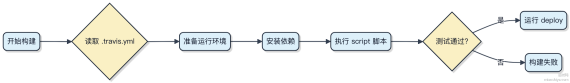 开始构建
读取 .travis.yml
准备运行环境
安装依赖
执行 script 脚本
测试通过?
是
运行 deploy
否
构建失败